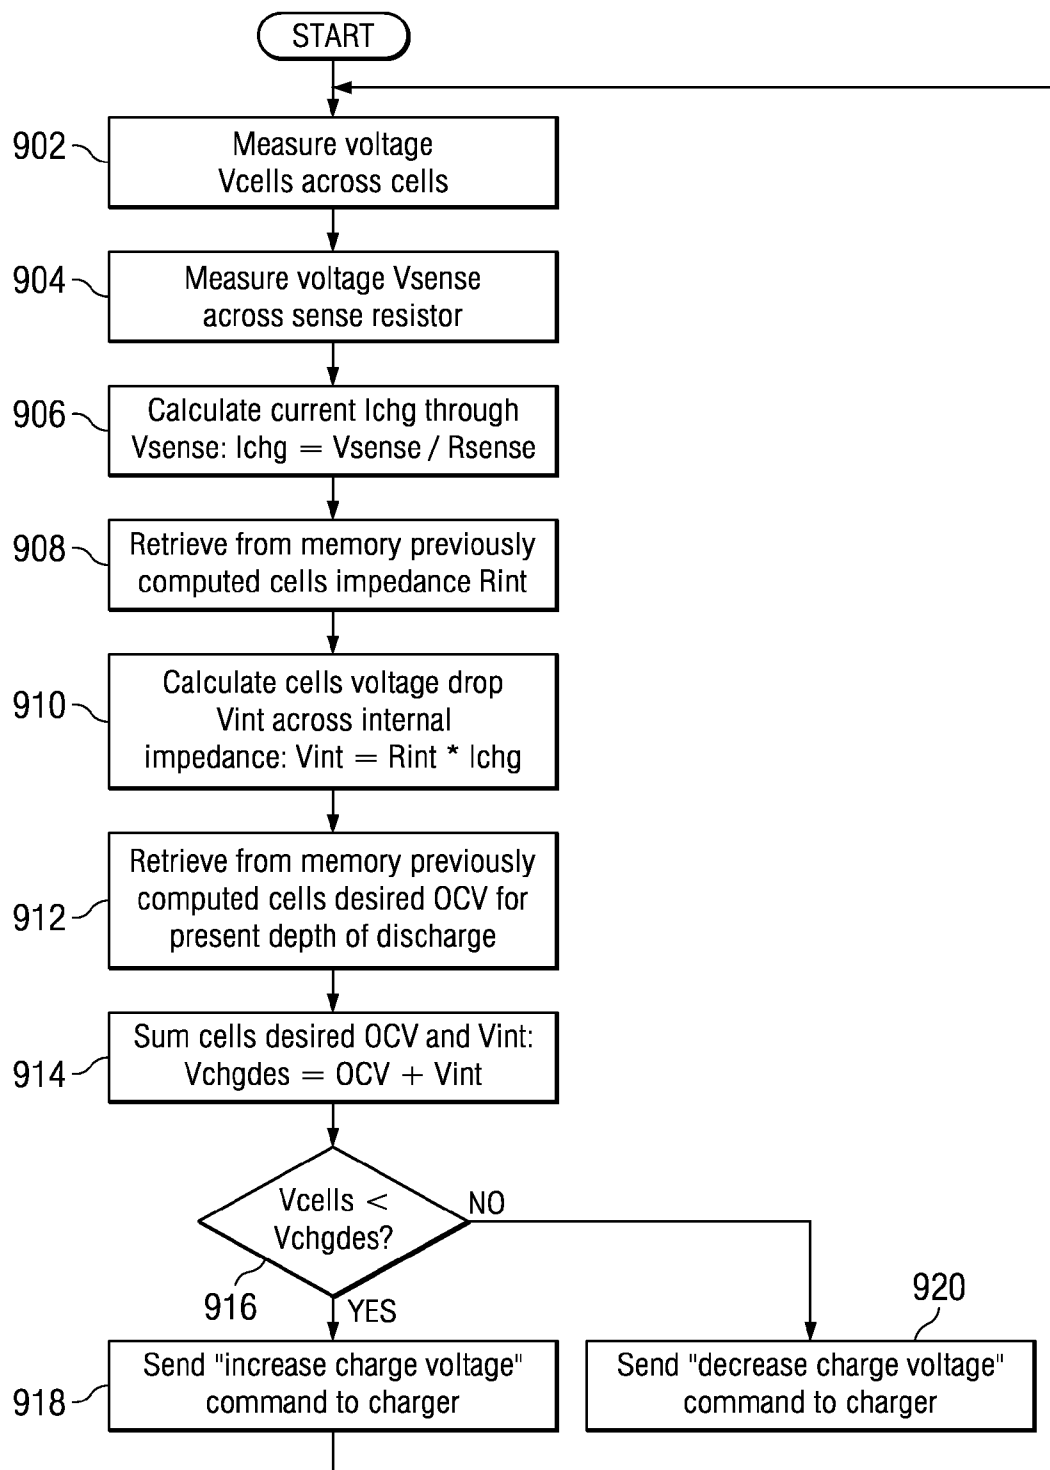 START
902
Measure voltage
Vcells across cells
904
Measure voltage Vsense
across sense resistor
906
Calculate current Ichg through
Vsense: Ichg = Vsense / Rsense
908
Retrieve from memory previously
computed cells impedance Rint
910
Calculate cells voltage drop
Vint across internal
impedance: Vint = Rint * Ichg
912
Retrieve from memory previously
computed cells desired OCV for
present depth of discharge
914
Sum cells desired OCV and Vint:
Vchgdes = OCV + Vint
Vcells <
Vchgdes?
NO
916
YES
920
918
Send "increase charge voltage"
command to charger
Send "decrease charge voltage"
command to charger